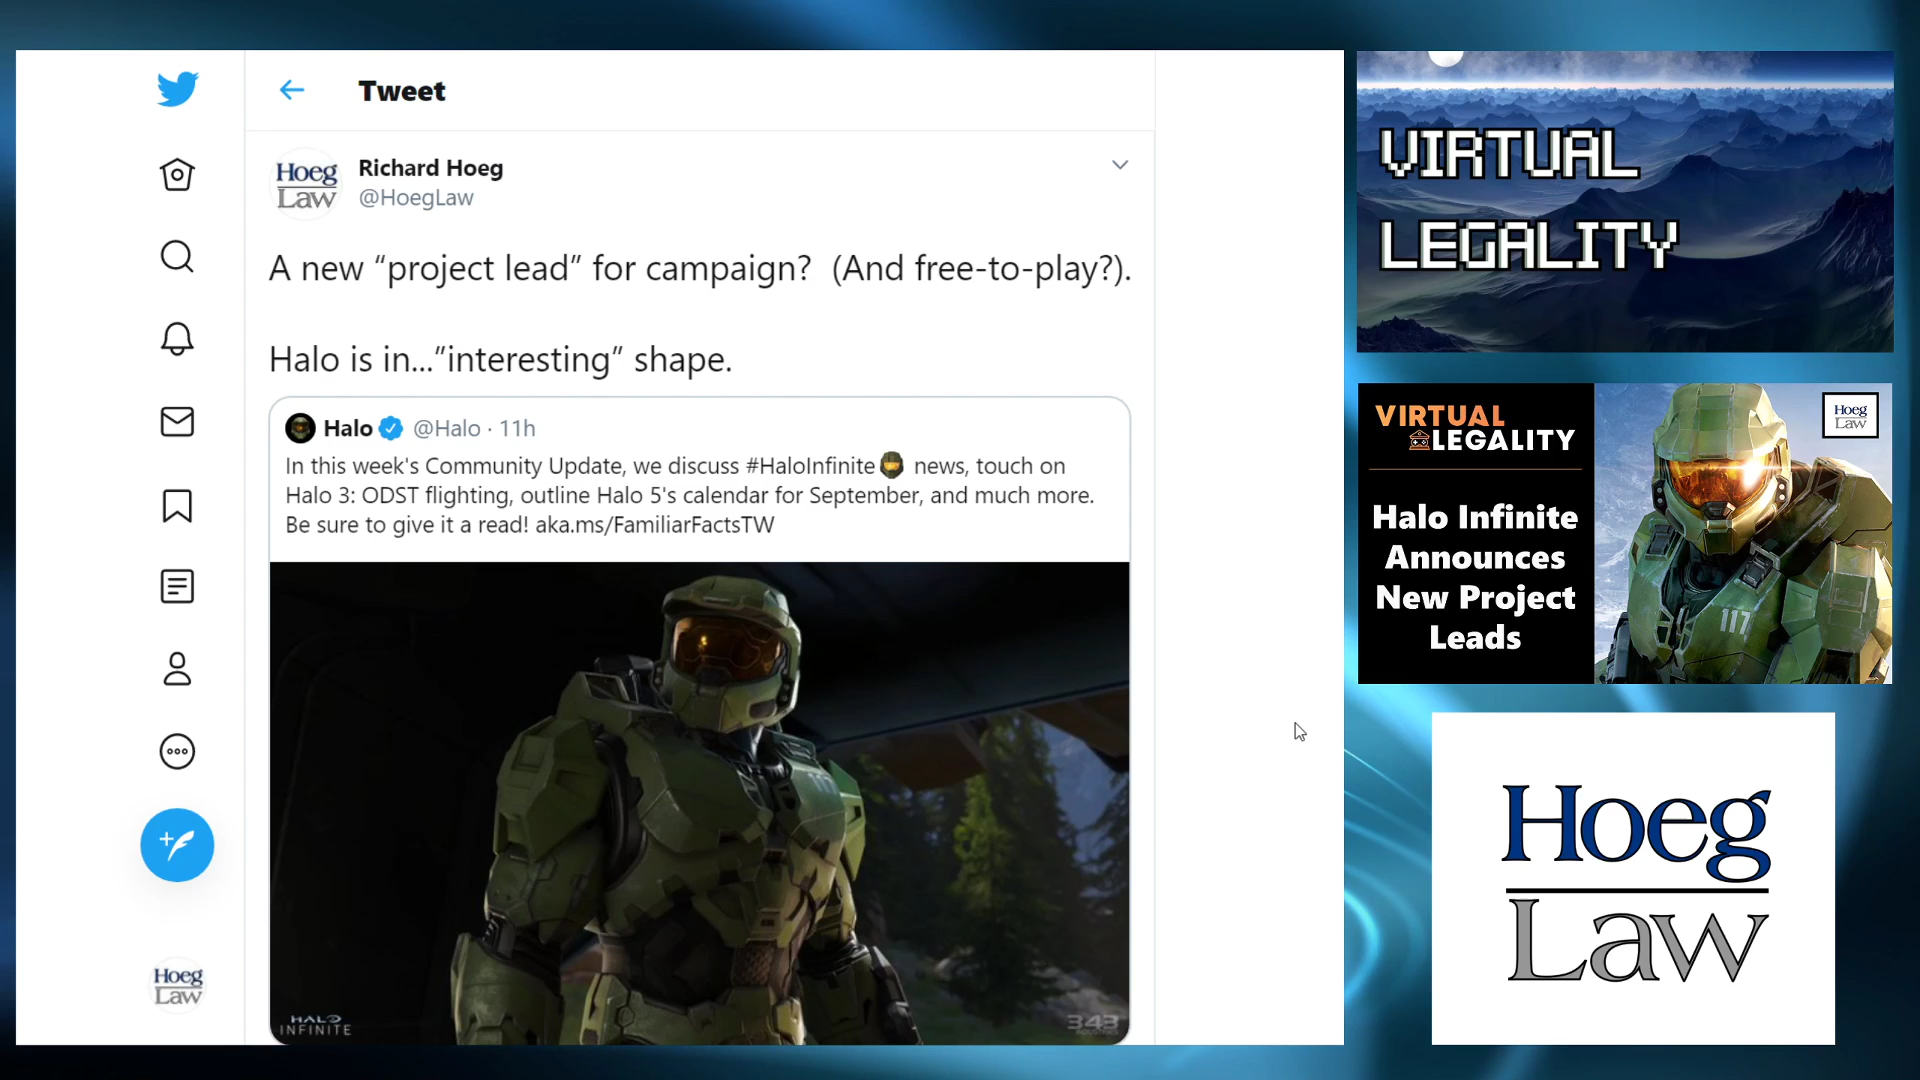 Tweet
Hoeg
Law
Richard Hoeg
@HoegLaw
A new “project lead” for campaign?  (And free-to-play?).
Halo is in...”interesting” shape.
Halo @Halo · 11h
In this week's Community Update, we discuss #HaloInfinite news, touch on
Halo 3: ODST flighting, outline Halo 5's calendar for September, and much more.
Be sure to give it a read! aka.ms/FamiliarFactsTW
117
HALO
INFINITE
343
INDUSTRIES
Hoeg
Law
VIRTUAL
LEGALITY
VIRTUAL
LEGALITY
Halo Infinite
Announces
New Project
Leads
Hoeg
Law
117
Hoeg
Law